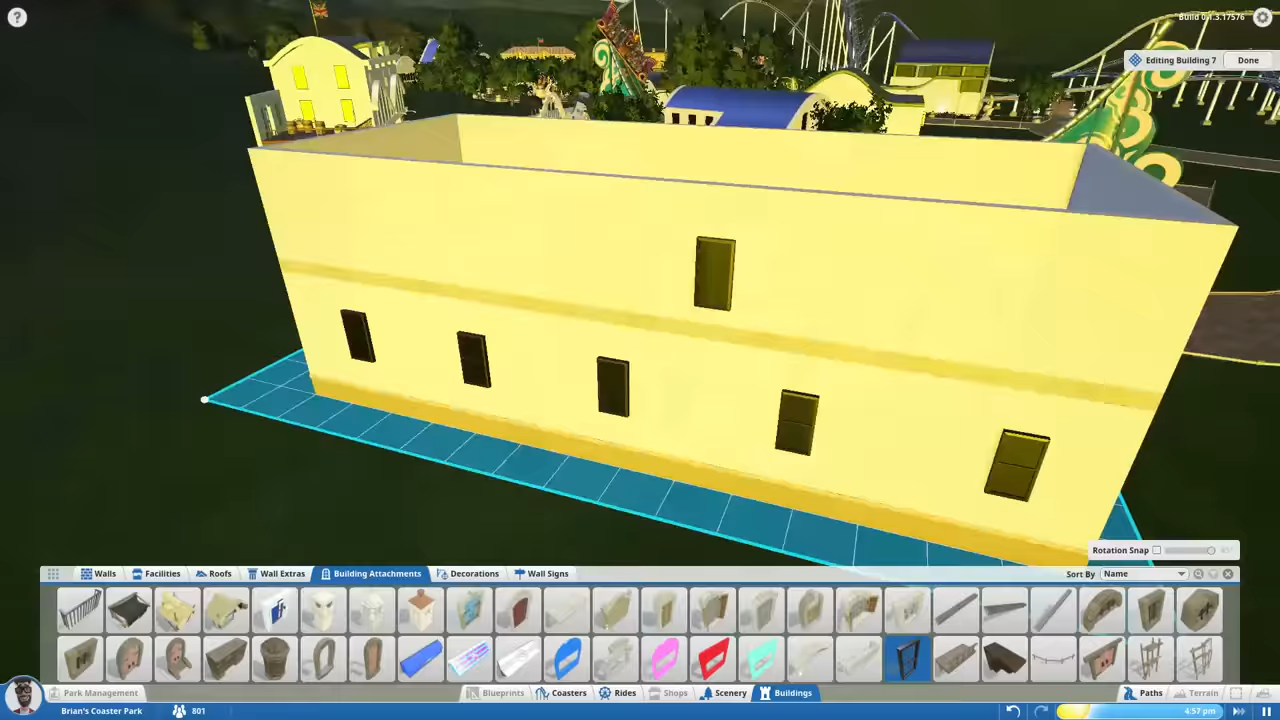 ?
Build 0.1.3.17576
Editing Building 7 Done
Rotation Snap 45°
Walls Facilities Roofs Wall Extras Building Attachments Decorations Wall Signs Sort By Name
Park Management Blueprints Coasters Rides Shops Scenery Buildings Paths Terrain
Brian's Coaster Park 801 4:57 pm